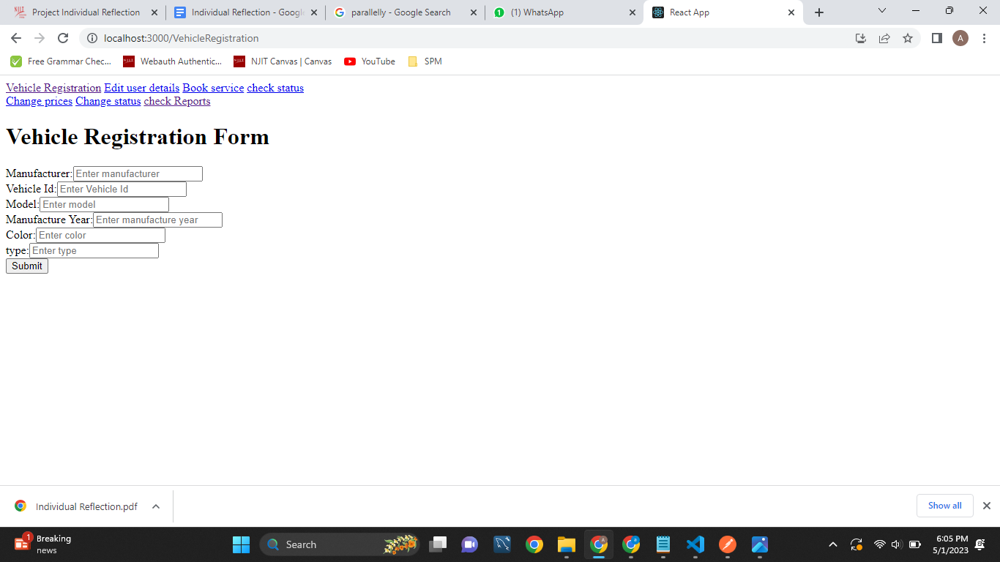 Project Individual Reflection
Individual Reflection - Googl
parallelly - Google Search
(1) WhatsApp
React App
localhost:3000/VehicleRegistration
A
Free Grammar Chec...
Webauth Authentic...
NJIT Canvas | Canvas
YouTube
SPM
Vehicle Registration Edit user details Book service check status
Change prices Change status check Reports
Vehicle Registration Form
Manufacturer: Enter manufacturer
Vehicle Id: Enter Vehicle Id
Model: Enter model
Manufacture Year: Enter manufacture year
Color: Enter color
type: Enter type
Submit
Individual Reflection.pdf
Show all
1
Breaking
news
Search
6:05 PM
5/1/2023